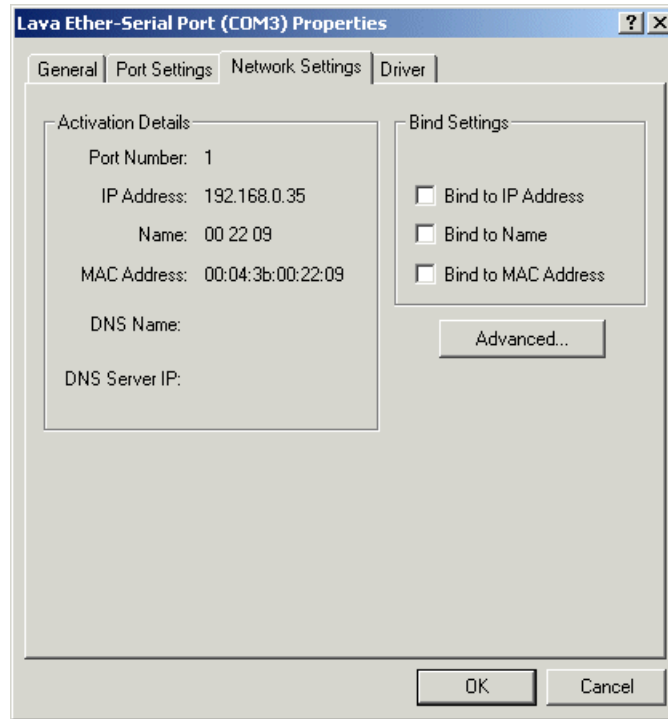 Lava Ether-Serial Port (COM3) Properties
General Port Settings Network Settings Driver
Activation Details
Port Number: 1
IP Address: 192.168.0.35
Name: 00 22 09
MAC Address: 00:04:3b:00:22:09
DNS Name:
DNS Server IP:
Bind Settings
Bind to IP Address
Bind to Name
Bind to MAC Address
Advanced...
OK Cancel